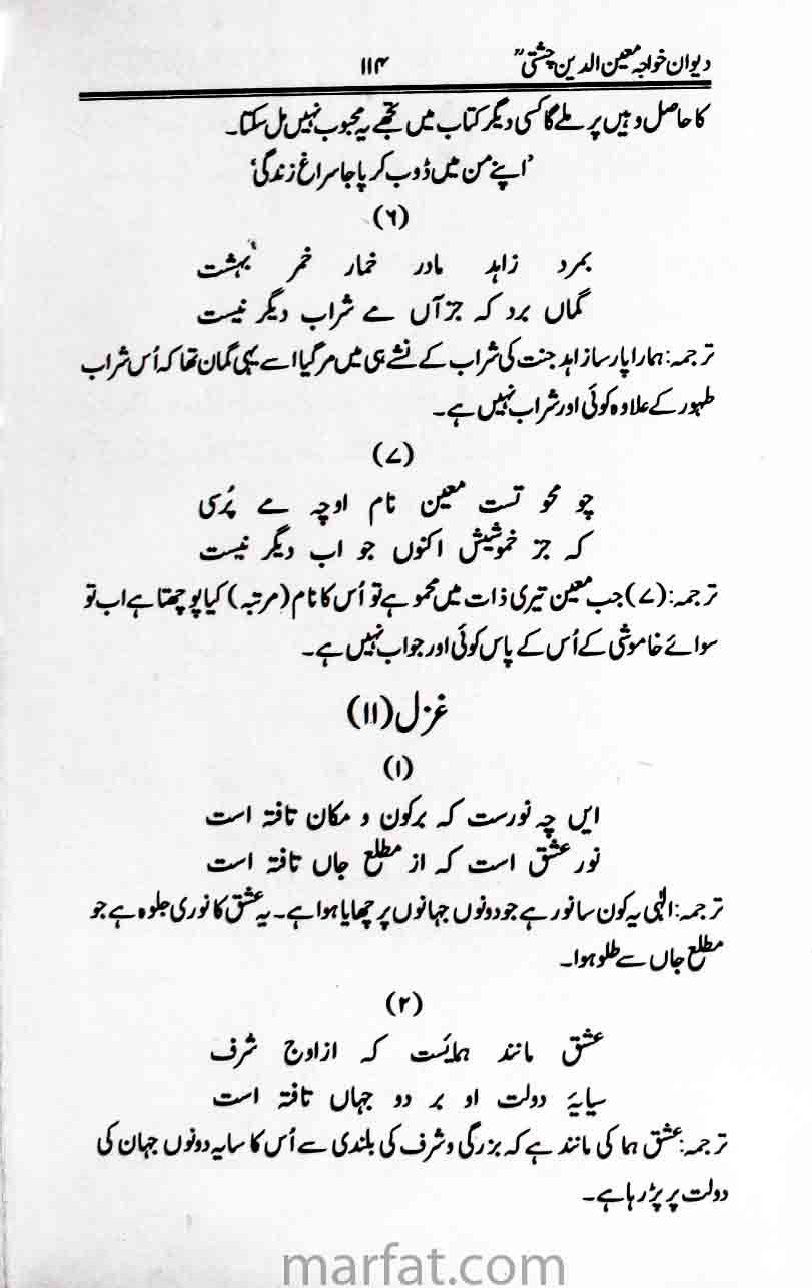 دیوان خواجہ معین الدین چشتیؒ ۱۱۴
کا حاصل وہیں پر ملے گا کسی دیگر کتاب میں تجھے یہ محبوب نہیں مل سکتا۔
’اپنے من میں ڈوب کر پا جا سراغ زندگی‘
(۶)
بمرد زاہد مادر خمار خمر بہشت
گماں برد کہ جز آں مے شراب دیگر نیست
ترجمہ: ہمارا پارسا زاہد جنت کی شراب کے نشے ہی میں مر گیا اسے یہی گمان تھا کہ اُس شراب
طہور کے علاوہ کوئی اور شراب نہیں ہے۔
(۷)
چو محو تست معین نام اوچہ مے پُرسی
کہ جز خموشیش اکنوں جواب دیگر نیست
ترجمہ: (۷) جب معین تیری ذات میں محو ہے تو اُس کا نام (مرتبہ) کیا پوچھتا ہے اب تو
سوائے خاموشی کے اُس کے پاس کوئی اور جواب نہیں ہے۔
غزل (۱۱)
(۱)
ایں چہ نورست کہ برکون و مکان تافتہ است
نور عشق است کہ از مطلع جاں تافتہ است
ترجمہ: الٰہی یہ کون سا نور ہے جو دونوں جہانوں پر چھایا ہوا ہے۔ یہ عشق کا نوری جلوہ ہے جو
مطلع جاں سے طلو ہوا۔
(۲)
عشق مانند ہمائست کہ ازاوج شرف
سایۂ دولت او بر دو جہاں تافتہ است
ترجمہ: عشق ہما کی مانند ہے کہ بزرگی و شرف کی بلندی سے اُس کا سایہ دونوں جہان کی
دولت پر پڑ رہا ہے۔
marfat.com